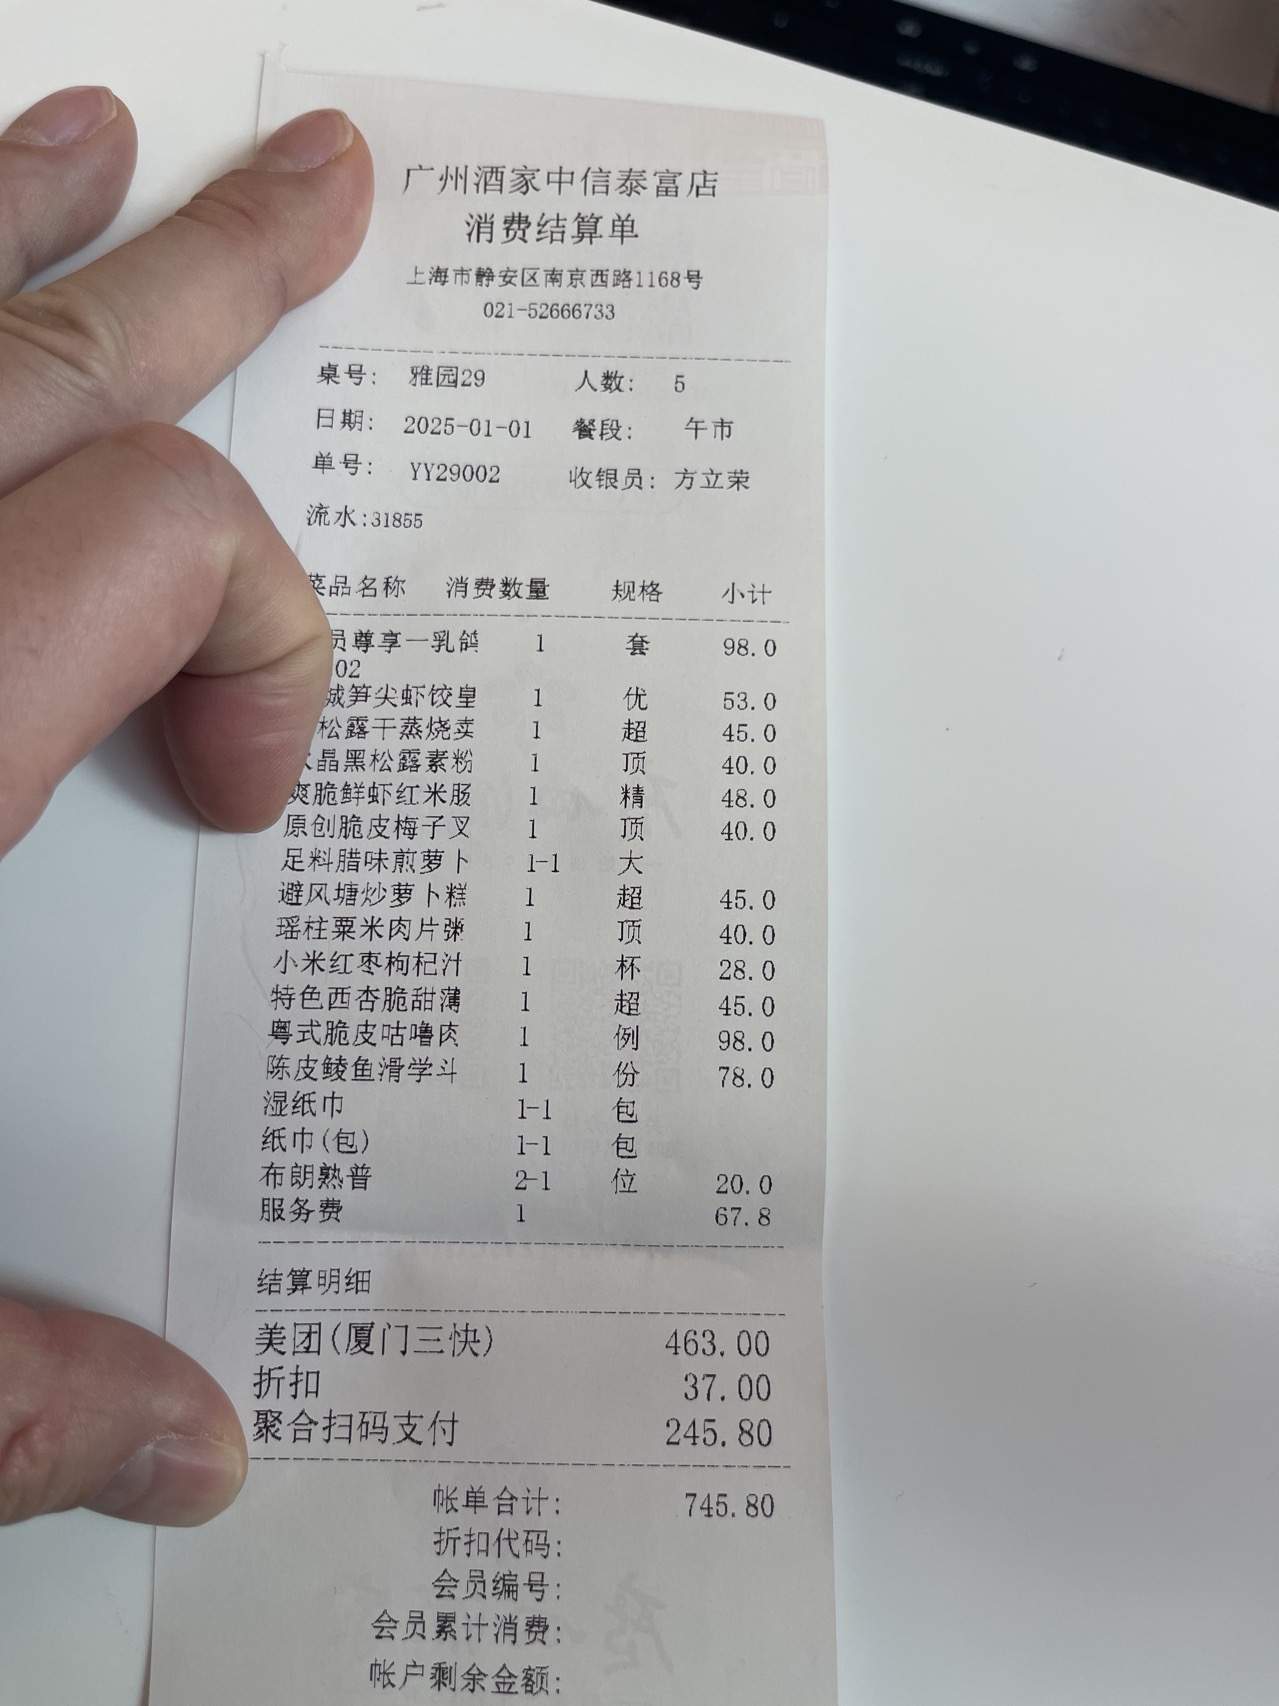 广州酒家中信泰富店
消费结算单
上海市静安区南京西路1168号
021-52666733
桌号: 雅园29 人数: 5
日期: 2025-01-01 餐段: 午市
单号: YY29002 收银员: 方立荣
流水:31855
菜品名称 消费数量 规格 小计
员尊享一乳鸽 1 套 98.0
02
城笋尖虾饺皇 1 优 53.0
松露干蒸烧卖 1 超 45.0
水晶黑松露素粉 1 顶 40.0
爽脆鲜虾红米肠 1 精 48.0
原创脆皮梅子叉 1 顶 40.0
足料腊味煎萝卜 1-1 大
避风塘炒萝卜糕 1 超 45.0
瑶柱粟米肉片粥 1 顶 40.0
小米红枣枸杞汁 1 杯 28.0
特色西杏脆甜薄 1 超 45.0
粤式脆皮咕噜肉 1 例 98.0
陈皮鲮鱼滑学斗 1 份 78.0
湿纸巾 1-1 包
纸巾(包) 1-1 包
布朗熟普 2-1 位 20.0
服务费 1 67.8
结算明细
美团(厦门三快) 463.00
折扣 37.00
聚合扫码支付 245.80
帐单合计: 745.80
折扣代码:
会员编号:
会员累计消费:
帐户剩余金额: